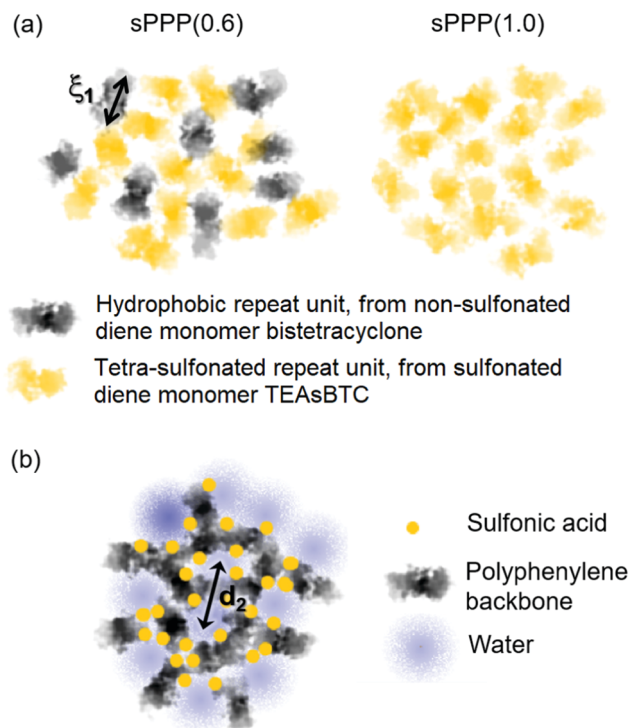 (a)
sPPP(0.6)
sPPP(1.0)
ξ₁
Hydrophobic repeat unit, from non-sulfonated
diene monomer bistetracyclone
Tetra-sulfonated repeat unit, from sulfonated
diene monomer TEAsBTC
(b)
d₂
Sulfonic acid
Polyphenylene
backbone
Water